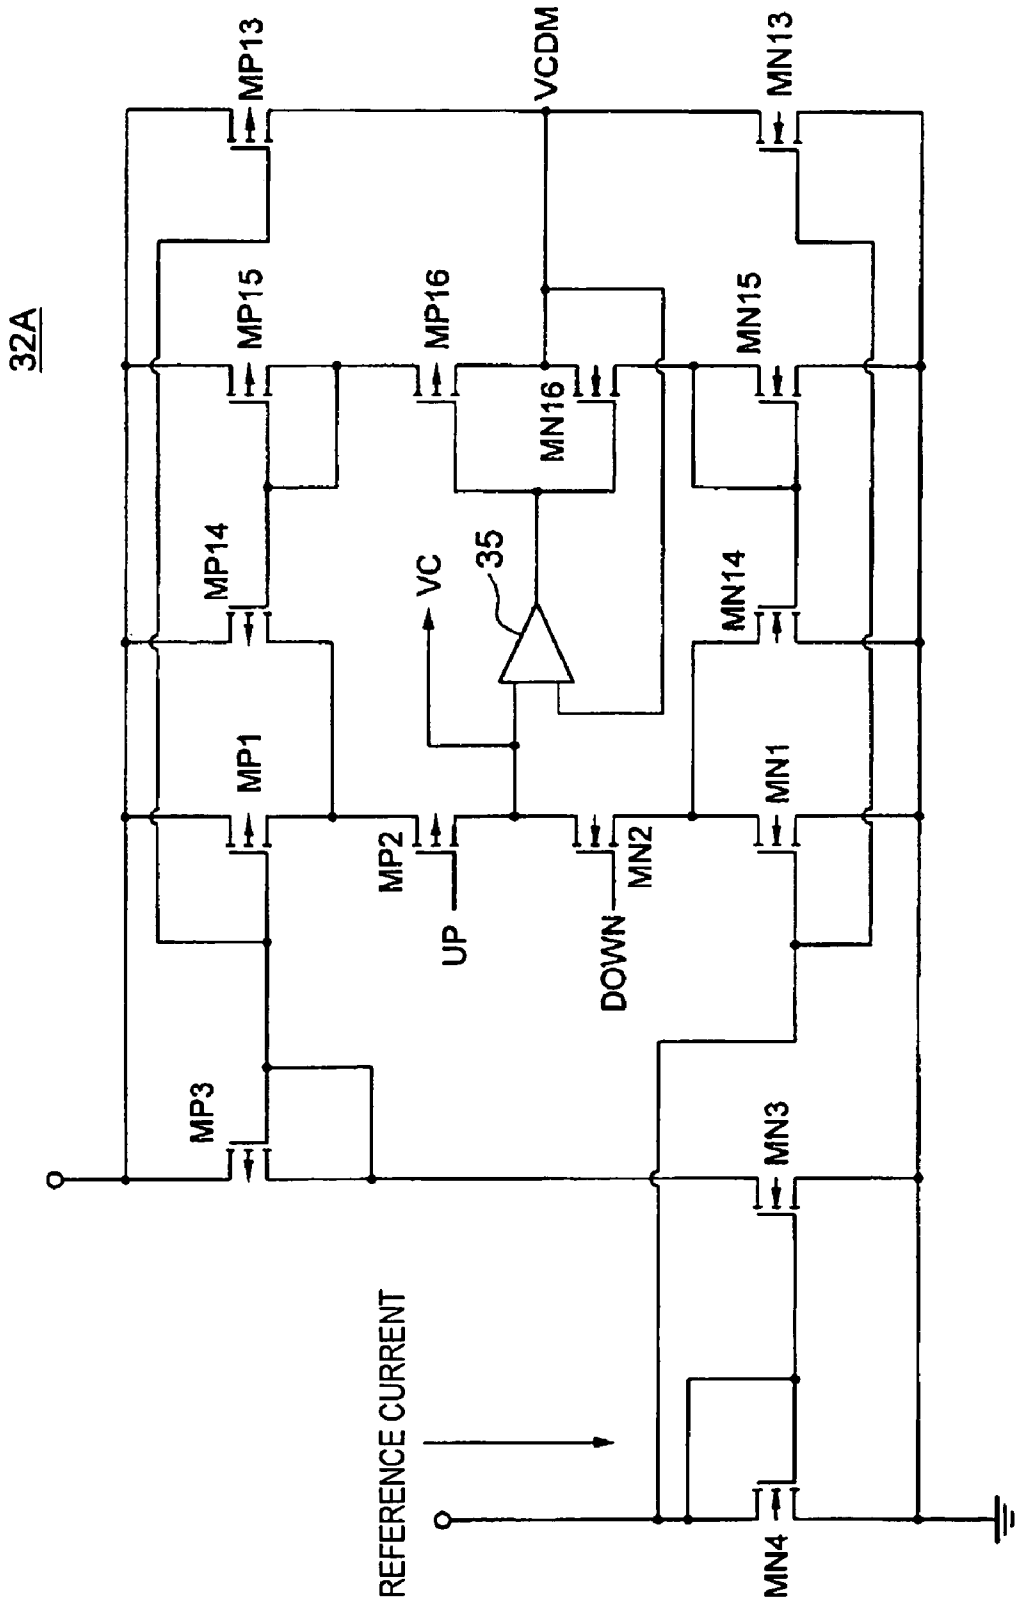 32A
MP3
MP1
MP14
MP15
MP13
MP2
UP
VC
35
MP16
VCDM
MN16
DOWN
MN2
REFERENCE CURRENT
MN4
MN3
MN1
MN14
MN15
MN13